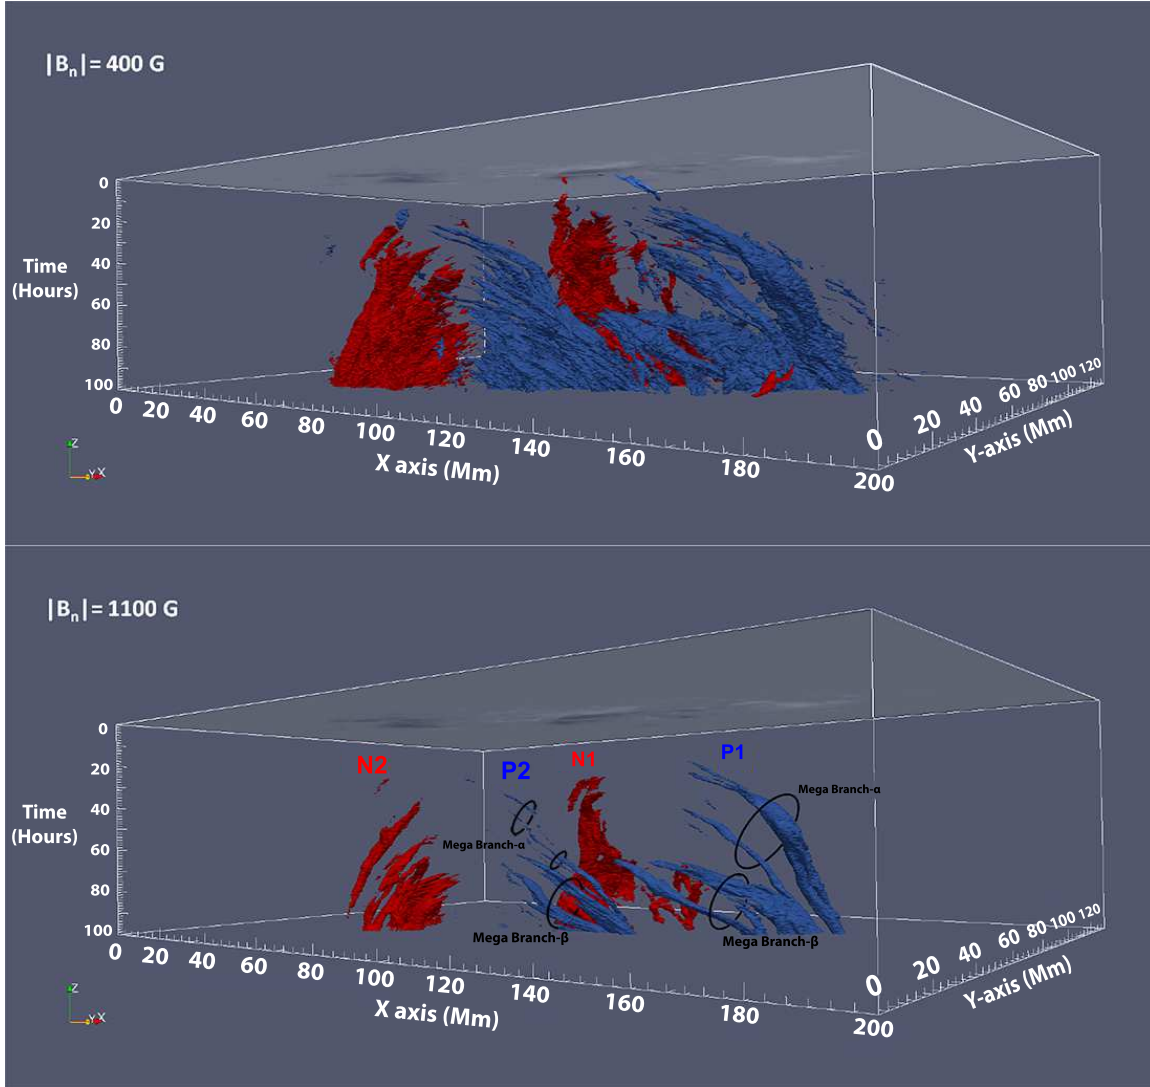 |Bn|= 400 G
0
20
40
60
80
100
Time
(Hours)
0 20 40 60 80 100 120 140 160 180 200
X axis (Mm)
0 20 40 60 80 100 120
Y-axis (Mm)
Z
Y X
|Bn|= 1100 G
N2 P2 N1 P1
Mega Branch-α
Mega Branch-α
Mega Branch-β
Mega Branch-β
0
20
40
60
80
100
Time
(Hours)
0 20 40 60 80 100 120 140 160 180 200
X axis (Mm)
0 20 40 60 80 100 120
Y-axis (Mm)
Z
Y X